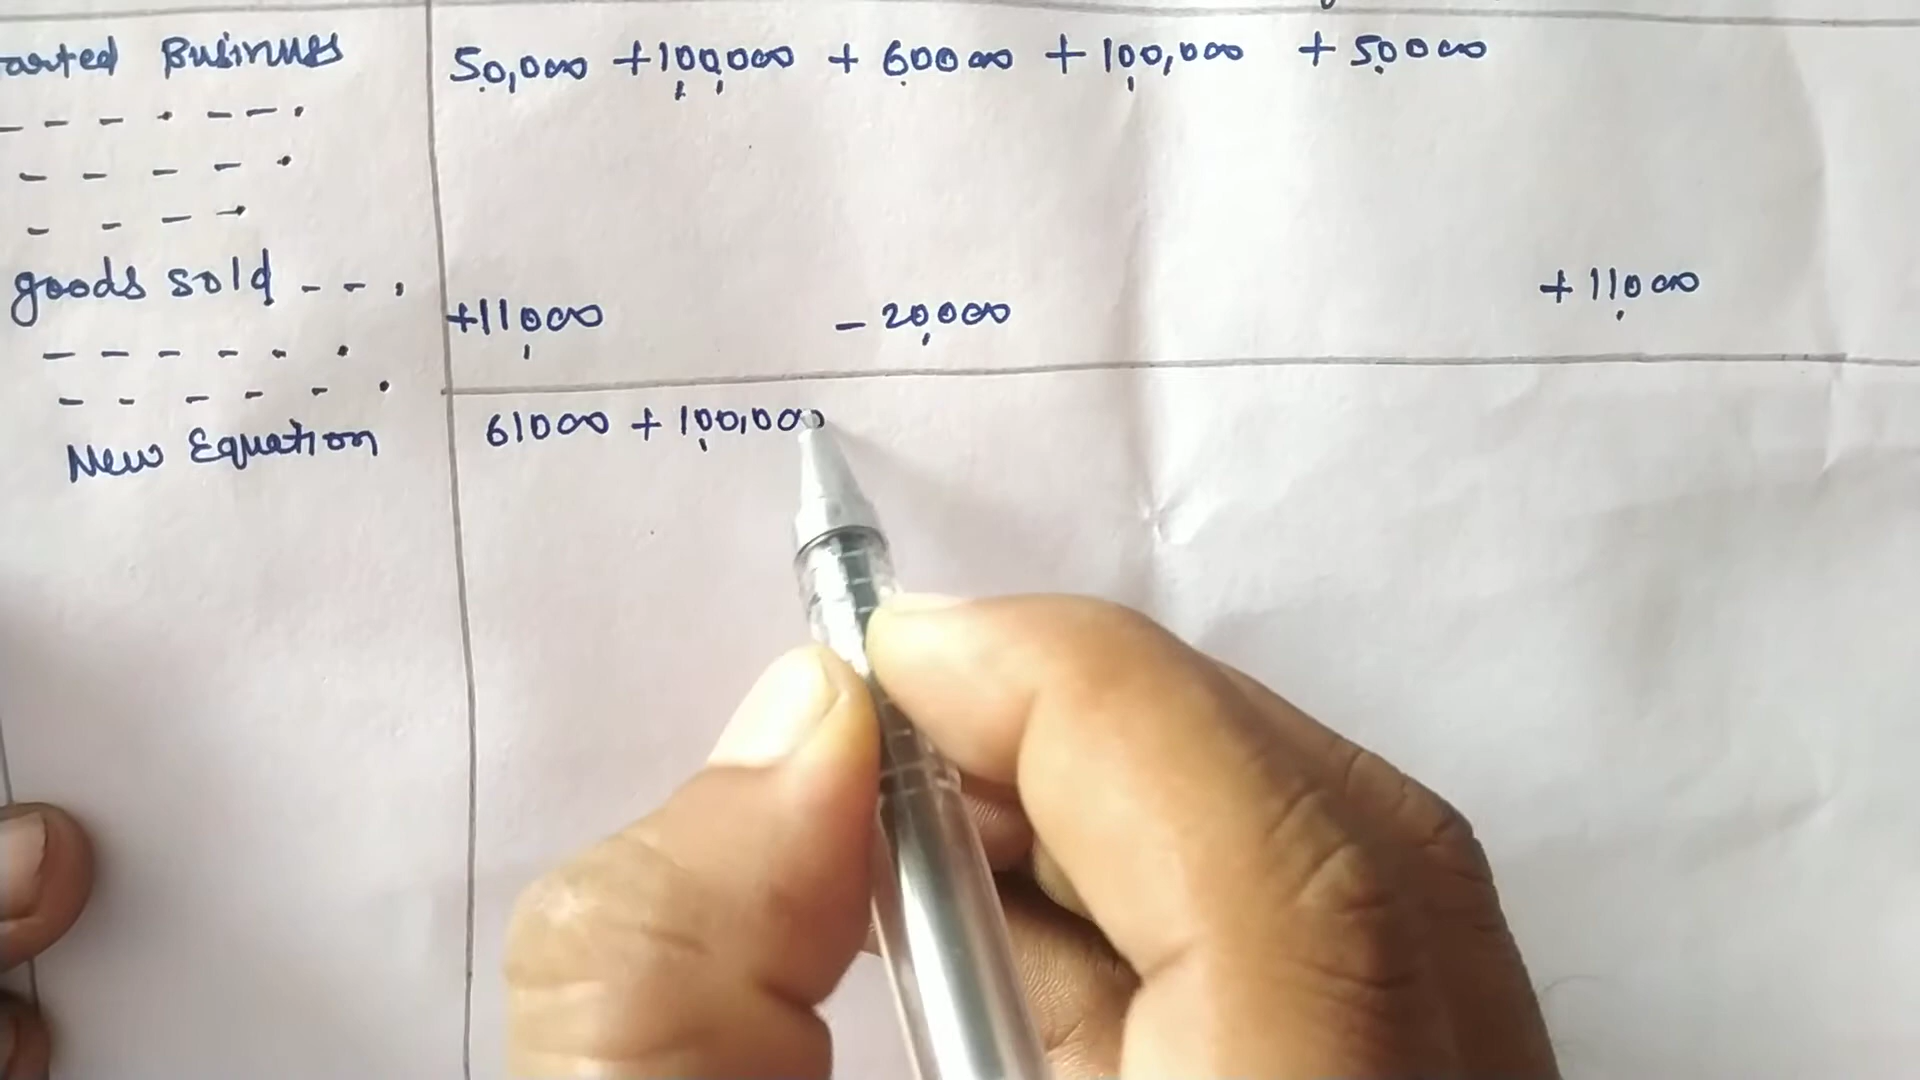 arted Business 50,000 +100,000 + 60000 + 100,000 + 50000
goods sold ---.
+11000 - 20,000 + 11000
New Equation 61000 + 100,000